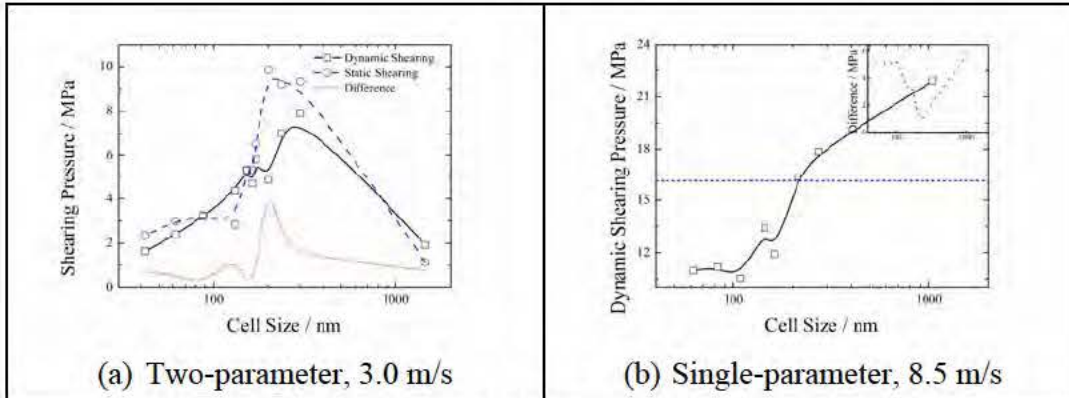 Shearing Pressure / MPa
10
8
6
4
2
0
Dynamic Shearing
Static Shearing
Difference
100
1000
Cell Size / nm
(a) Two-parameter, 3.0 m/s
Dynamic Shearing Pressure / MPa
24
21
18
15
12
Difference / MPa
100
1000
Cell Size / nm
(b) Single-parameter, 8.5 m/s